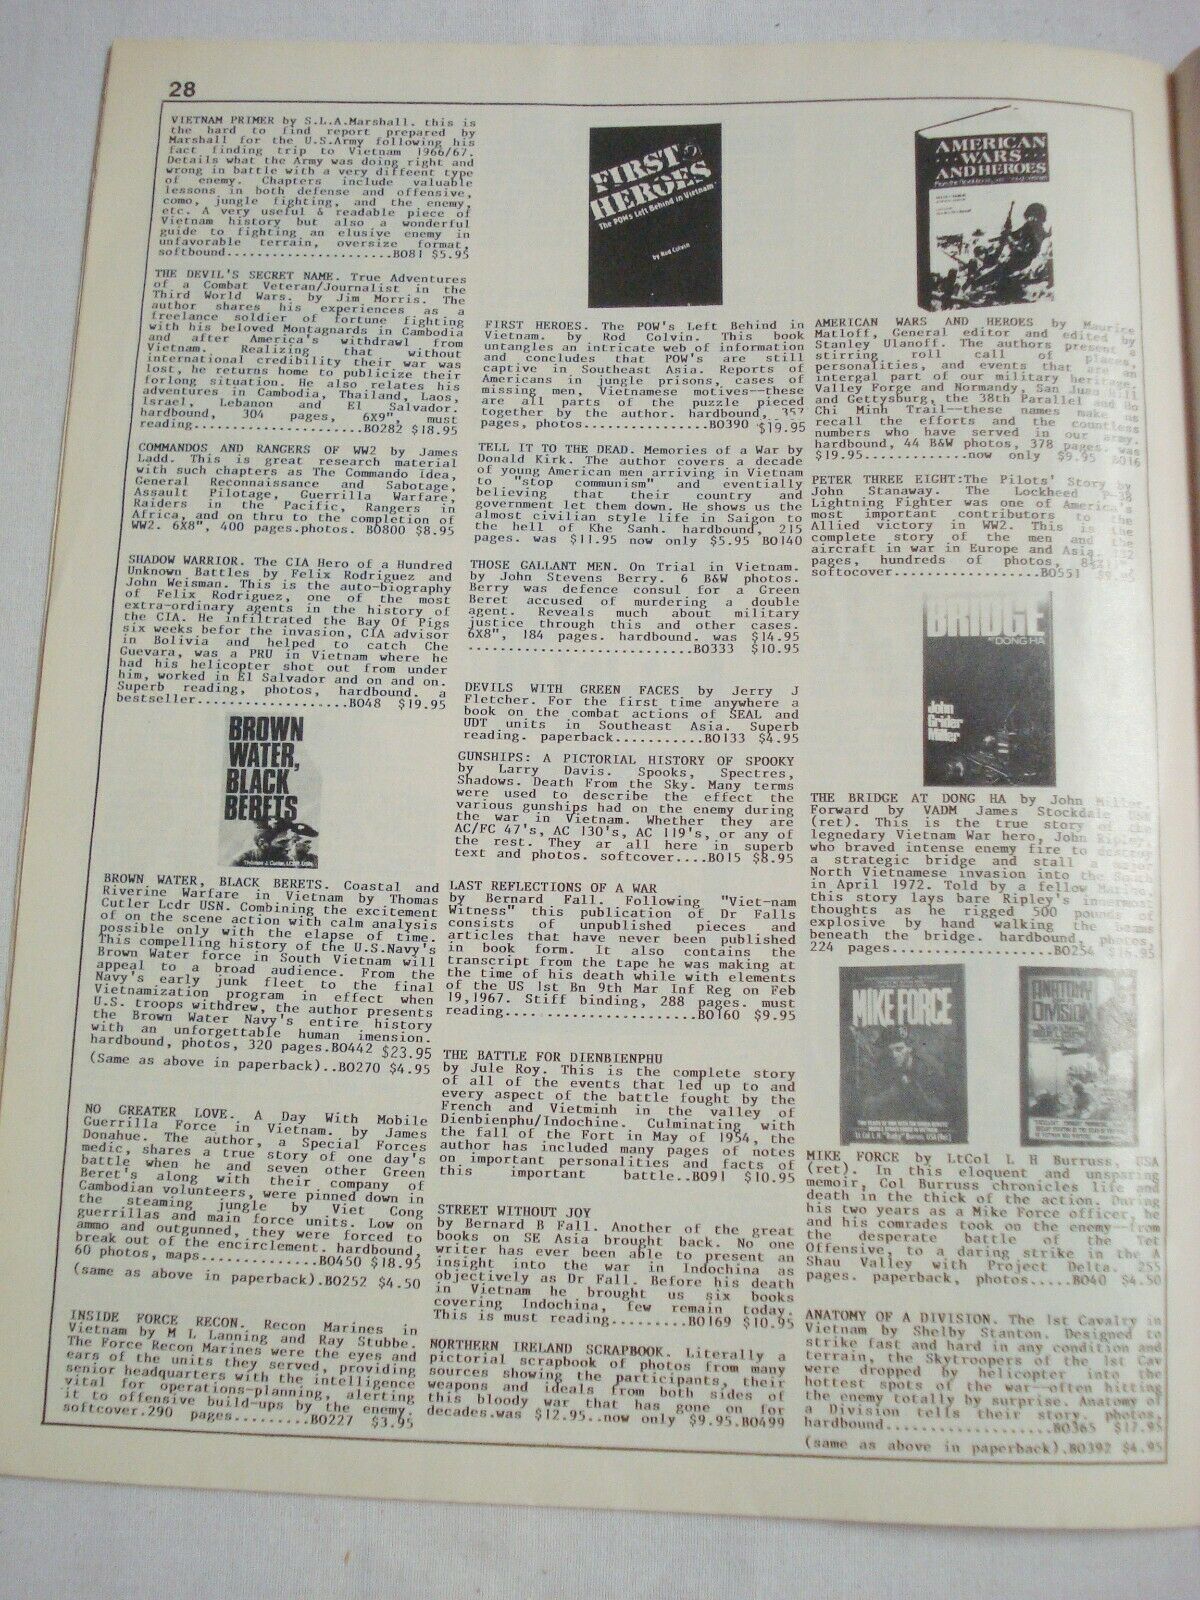 28
VIETNAM PRIMER by S.L.A.Marshall. this is
the hard to find report prepared by
Marshall for the U.S.Army following his
fact finding trip to Vietnam 1966/67.
Details what the Army was doing right and
wrong in battle with a very diffeent type
of enemy. Chapters include valuable
lessons in both defense and offensive,
como, jungle fighting, and the enemy,
etc. A very useful & readable piece of
Vietnam history but also a wonderful
guide to fighting an elusive enemy in
unfavorable terrain, oversize format,
softbound......................BO81 $5.95
THE DEVIL'S SECRET NAME. True Adventures
of a Combat Veteran/Journalist in the
Third World Wars. by Jim Morris. The
author shares his experiences as a
freelance soldier of fortune fighting
with his beloved Montagnards in Cambodia
and after America's withdrawl from
Vietnam. Realizing that without
international credibility their war was
lost, he returns home to publicize their
forlong situation. He also relates his
adventures in Cambodia, Thailand, Laos,
Israel, Lebanon and El Salvador.
hardbound, 304 pages, 6X9", must
reading......................BO282 $18.95
COMMANDOS AND RANGERS OF WW2 by James
Ladd. This is great research material
with such chapters as The Commando Idea,
General Reconnaissance and Sabotage,
Assault Pilotage, Guerrilla Warfare,
Raiders in the Pacific, Rangers in
Africa, and on thru to the completion of
WW2. 6X8", 400 pages.photos. BO800 $8.95
SHADOW WARRIOR. The CIA Hero of a Hundred
Unknown Battles by Felix Rodriguez and
John Weisman. This is the auto-biography
of Felix Rodriguez, one of the most
extra-ordinary agents in the history of
the CIA. He infiltrated the Bay Of Pigs
six weeks befor the invasion, CIA advisor
in Bolivia and helped to catch Che
Guevara, was a PRU in Vietnam where he
had his helicopter shot out from under
him, worked in El Salvador and on and on.
Superb reading, photos, hardbound. a
bestseller...................BO48 $19.95
BROWN
WATER,
BLACK
BERETS
Thomas J. Cutler, LCDR, USN
BROWN WATER, BLACK BERETS. Coastal and
Riverine Warfare in Vietnam by Thomas
Cutler Lcdr USN. Combining the excitement
of on the scene action with calm analysis
possible only with the elapse of time.
This compelling history of the U.S.Navy's
Brown Water force in South Vietnam will
appeal to a broad audience. From the
Navy's early junk fleet to the final
Vietnamization program in effect when
U.S. troops withdrew, the author presents
the Brown Water Navy's entire history
with an unforgettable human imension.
hardbound, photos, 320 pages.BO442 $23.95
(Same as above in paperback)..BO270 $4.95
NO GREATER LOVE. A Day With Mobile
Guerrilla Force in Vietnam. by James
Donahue. The author, a Special Forces
medic, shares a true story of one day's
battle when he and seven other Green
Beret's along with their company of
Cambodian volunteers, were pinned down in
the steaming jungle by Viet Cong
guerrillas and main force units. Low on
ammo and outgunned, they were forced to
break out of the encirclement. hardbound,
60 photos, maps..............BO450 $18.95
(same as above in paperback).BO252 $4.50
INSIDE FORCE RECON. Recon Marines in
Vietnam by M L Lanning and Ray Stubbe.
The Force Recon Marines were the eyes and
ears of the units they served, providing
senior headquarters with the intelligence
vital for operations-planning, alerting
it to offensive build-ups by the enemy.
softcover.290 pages.........BO227 $3.95
FIRST
HEROES
The POWs Left Behind in Vietnam
by Rod Colvin
FIRST HEROES. The POW's Left Behind in
Vietnam. by Rod Colvin. This book
untangles an intricate web of information
and concludes that POW's are still
captive in Southeast Asia. Reports of
Americans in jungle prisons, cases of
missing men, Vietnamese motives--these
are all parts of the puzzle pieced
together by the author. hardbound, 357
pages, photos................BO390 $19.95
TELL IT TO THE DEAD. Memories of a War by
Donald Kirk. The author covers a decade
of young American men arriving in Vietnam
to "stop communism" and eventially
believing that their country and
government let them down. He shows us the
almost civilian style life in Saigon to
the hell of Khe Sanh. hardbound, 215
pages. was $11.95 now only $5.95 BO140
THOSE GALLANT MEN. On Trial in Vietnam.
by John Stevens Berry. 6 B&W photos.
Berry was defence consul for a Green
Beret accused of murdering a double
agent. Reveals much about military
justice through this and other cases.
6X8", 184 pages. hardbound. was $14.95
............................BO333 $10.95
DEVILS WITH GREEN FACES by Jerry J
Fletcher. For the first time anywhere a
book on the combat actions of SEAL and
UDT units in Southeast Asia. Superb
reading. paperback...........BO133 $4.95
GUNSHIPS: A PICTORIAL HISTORY OF SPOOKY
by Larry Davis. Spooks, Spectres,
Shadows. Death From the Sky. Many terms
were used to describe the effect the
various gunships had on the enemy during
the war in Vietnam. Whether they are
AC/FC 47's, AC 130's, AC 119's, or any of
the rest. They ar all here in superb
text and photos. softcover....BO15 $8.95
LAST REFLECTIONS OF A WAR
by Bernard Fall. Following "Viet-nam
Witness" this publication of Dr Falls
consists of unpublished pieces and
articles that have never been published
in book form. It also contains the
transcript from the tape he was making at
the time of his death while with elements
of the US 1st Bn 9th Mar Inf Reg on Feb
19,1967. Stiff binding, 288 pages. must
reading.......................BO160 $9.95
THE BATTLE FOR DIENBIENPHU
by Jule Roy. This is the complete story
of all of the events that led up to and
every aspect of the battle fought by the
French and Vietminh in the valley of
Dienbienphu/Indochine. Culminating with
the fall of the Fort in May of 1954, the
author has included many pages of notes
on important personalities and facts of
this important battle..BO91 $10.95
STREET WITHOUT JOY
by Bernard B Fall. Another of the great
books on SE Asia brought back. No one
writer has ever been able to present an
insight into the war in Indochina as
objectively as Dr Fall. Before his death
in Vietnam he brought us six books
covering Indochina, few remain today.
This is must reading.........BO169 $10.95
NORTHERN IRELAND SCRAPBOOK. Literally a
pictorial scrapbook of photos from many
sources showing the participants, their
weapons and ideals from both sides of
this bloody war that has gone on for
decades.was $12.95..now only $9.95.BO499
AMERICAN
WARS
AND HEROES
AMERICAN WARS AND HEROES by Maurice
Matloff, General editor and edited by
Stanley Ulanoff. The authors present a
stirring roll call of places,
personalities, and events that are an
intergal part of our military heritage.
Valley Forge and Normandy, San Juan Hill
and Gettysburg, the 38th Parallel and Ho
Chi Minh Trail--these names make us
recall the efforts and the countless
numbers who have served in our army.
hardbound, 44 B&W photos, 378 pages. was
$19.95.............now only $9.95 BO16
PETER THREE EIGHT:The Pilots' Story by
John Stanaway. The Lockheed P-38
Lightning Fighter was one of America's
most important contributors to the
Allied victory in WW2. This is the
complete story of the men and the
aircraft in war in Europe and Asia.
pages, hundreds of photos,
softocover...................BO551
BRIDGE
AT DONG HA
John
Grider
Miller
THE BRIDGE AT DONG HA by John Miller.
Forward by VADM James Stockdale USN
(ret). This is the true story of the
legnedary Vietnam War hero, John Ripley,
who braved intense enemy fire to destroy
a strategic bridge and stall a
North Vietnamese invasion into the South
in April 1972. Told by a fellow Marine,
this story lays bare Ripley's innermost
thoughts as he rigged 500 pounds of
explosive by hand walking the beams
beneath the bridge. hardbound, photos,
224 pages....................BO254
MIKE FORCE
Lt Col L. H. "Bucky" Burruss, USA (Ret)
ANATOMY
OF A
DIVISION
MIKE FORCE by LtCol L H Burruss, USA
(ret). In this eloquent and unsparing
memoir, Col Burruss chronicles life and
death in the thick of the action. During
his two years as a Mike Force officer, he
and his comrades took on the enemy--from
the desperate battle of the Tet
Offensive, to a daring strike in the A
Shau Valley with Project Delta. 255
pages. paperback, photos.....BO40 $4.50
ANATOMY OF A DIVISION. The 1st Cavalry in
Vietnam by Shelby Stanton. Designed to
strike fast and hard in any condition and
terrain, the Skytroopers of the 1st Cav
were dropped by helicopter into the
hottest spots of the war--often hitting
the enemy totally by surprise. Anatomy of
a Division tells their story. photos,
hardbound....................BO365 $17.95
(same as above in paperback).BO392 $4.95